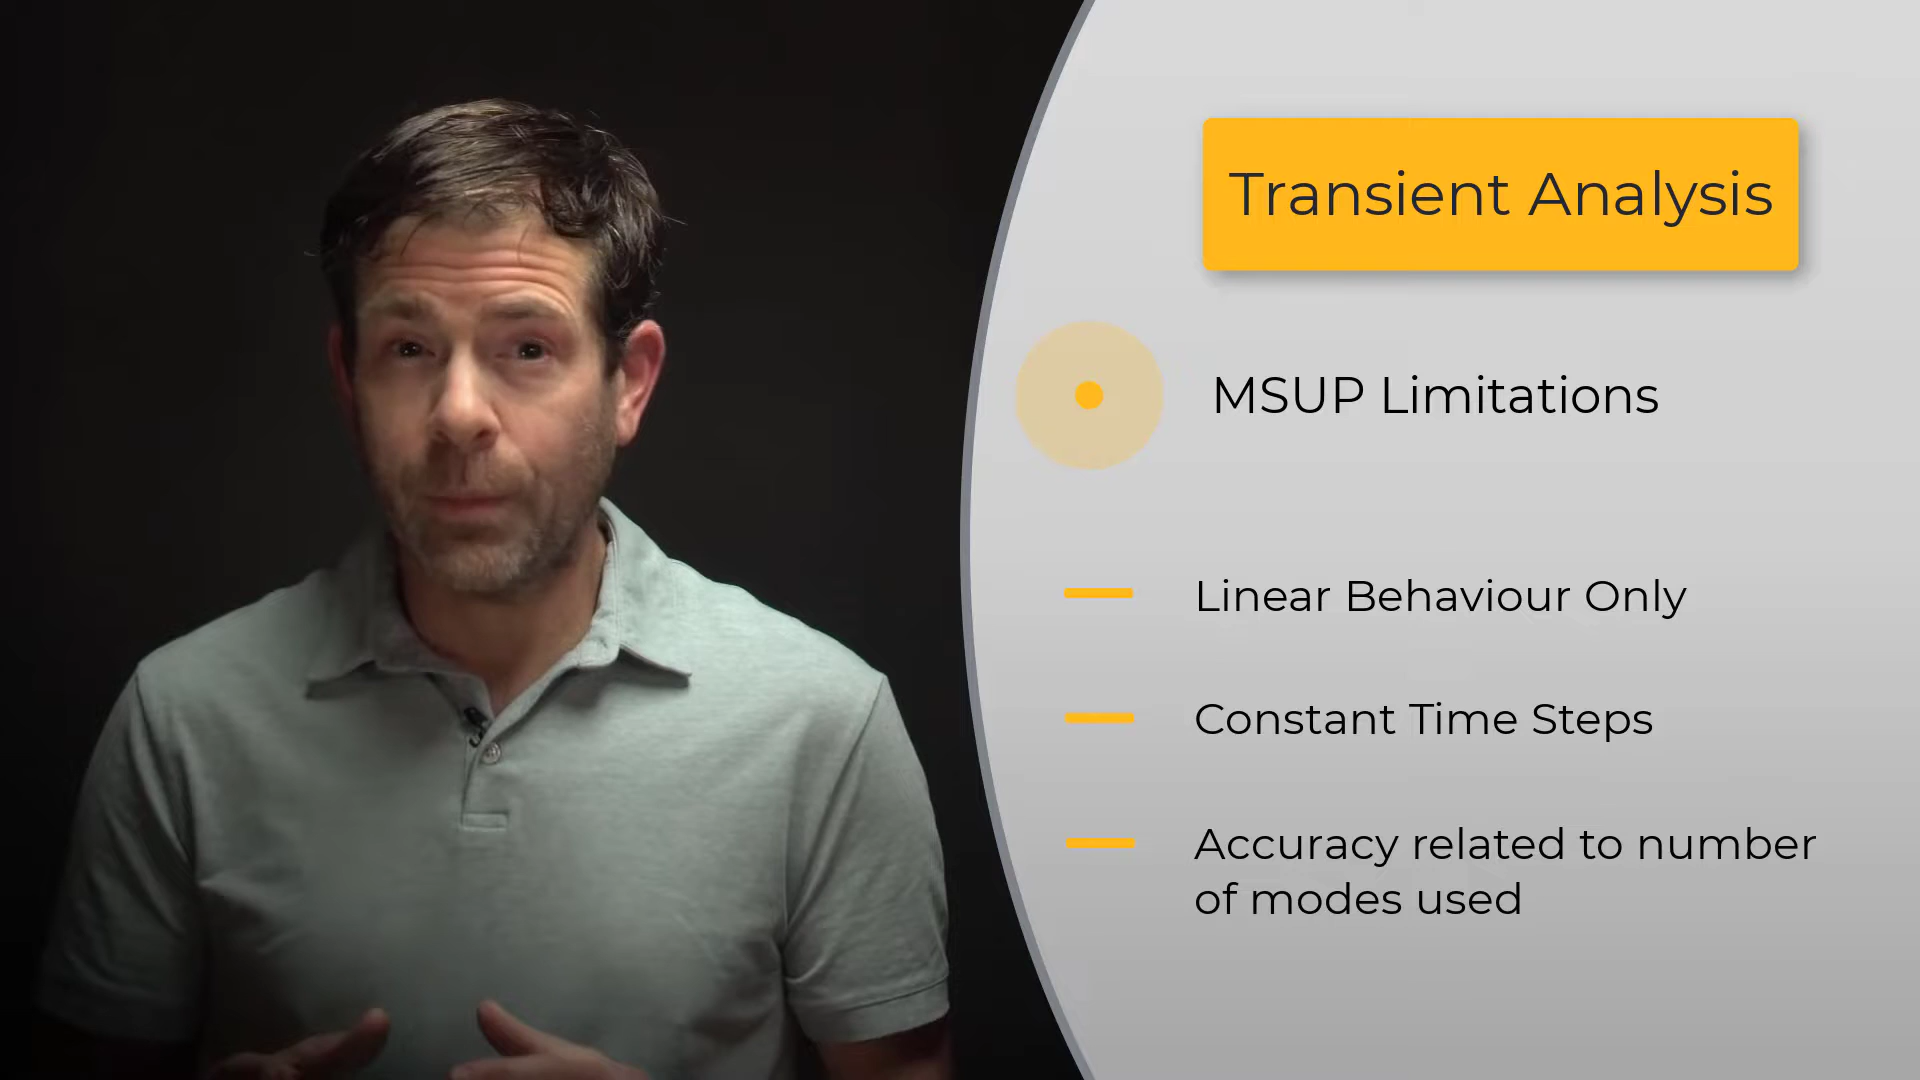 Transient Analysis
MSUP Limitations
Linear Behaviour Only
Constant Time Steps
Accuracy related to number
of modes used